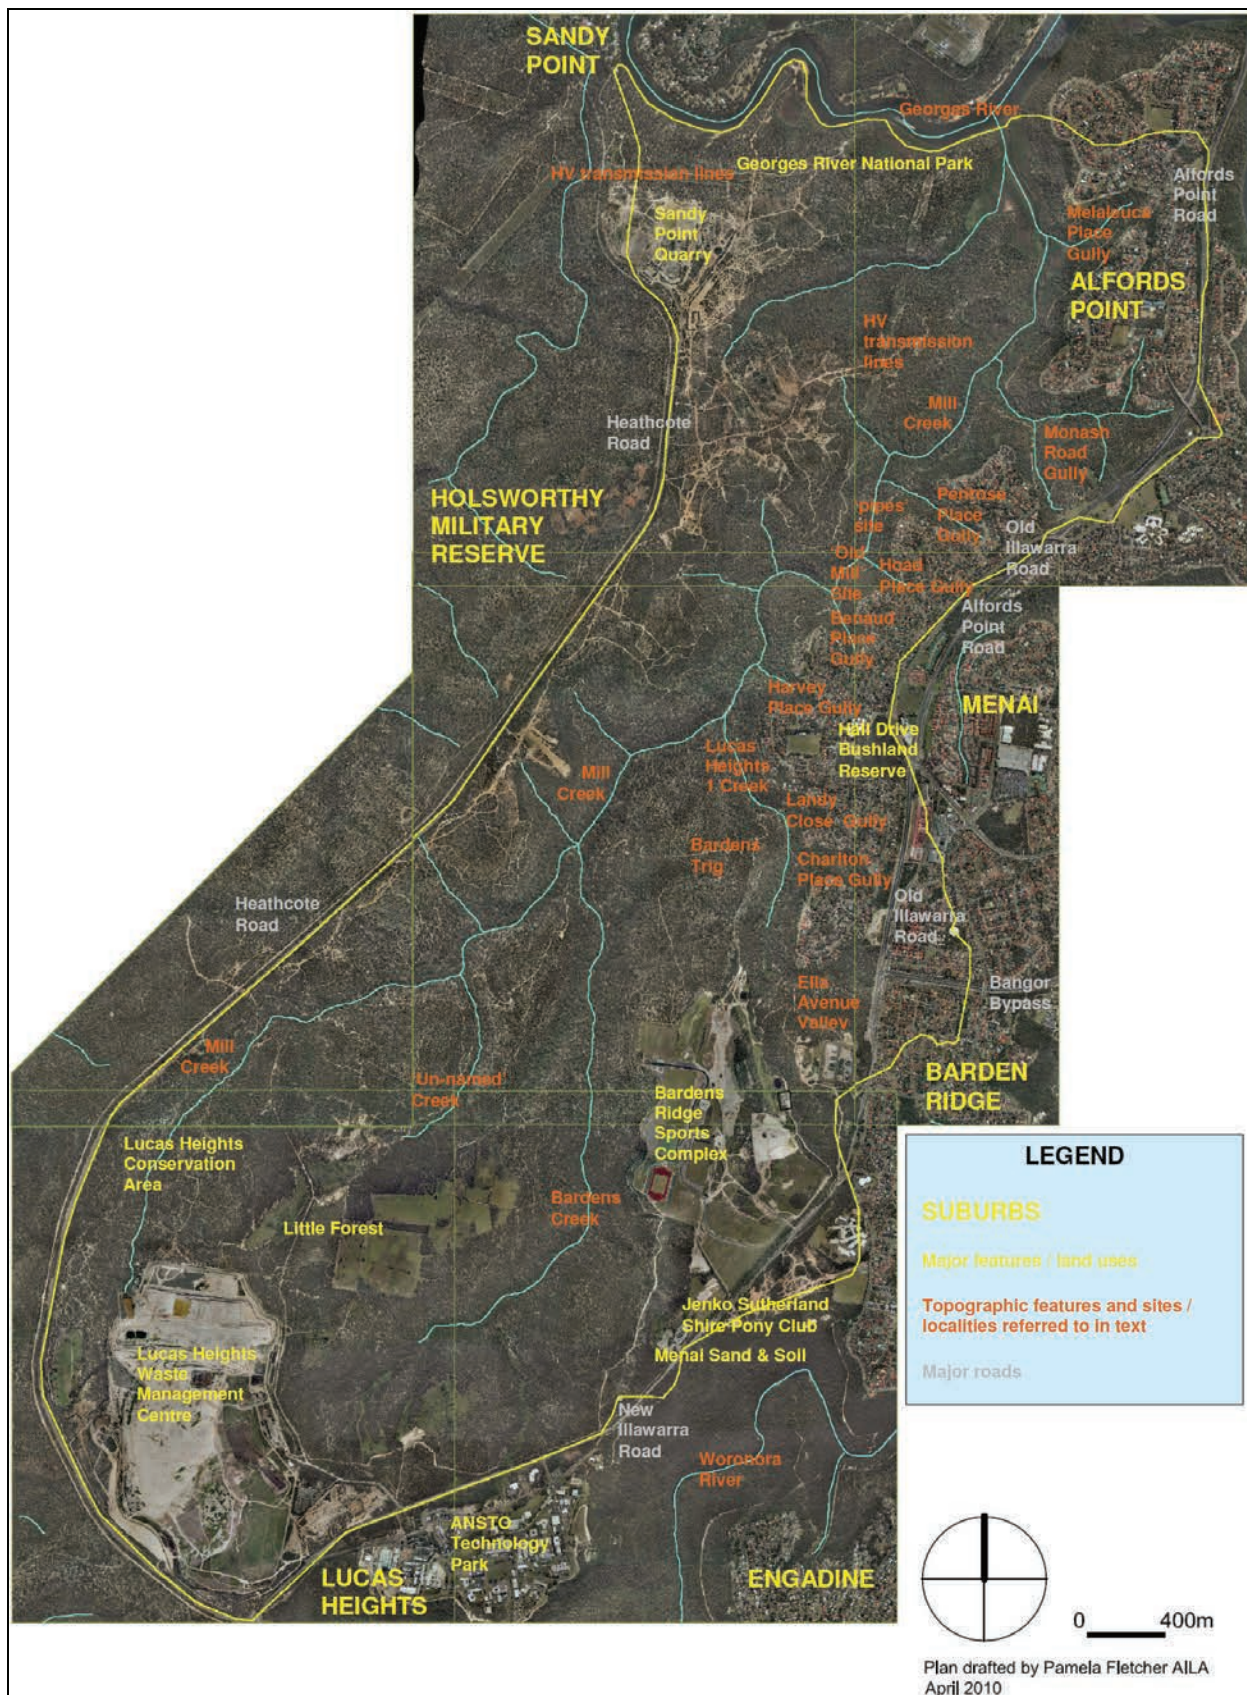 SANDY
POINT
Georges River
Georges River National Park
HV transmission lines
Alfords
Point
Road
Sandy
Point
Quarry
Melaleuca
Place
Gully
ALFORDS
POINT
HV
transmission
lines
Mill
Creek
Heathcote
Road
Monash
Road
Gully
HOLSWORTHY
MILITARY
RESERVE
'pipes'
site
Penrose
Place
Gully
Old
Illawarra
Road
'Old
Mill'
Site
Hoad
Place Gully
Benaud
Place
Gully
Alfords
Point
Road
Harvey
Place Gully
MENAI
Hall Drive
Bushland
Reserve
Lucas
Heights
1 Creek
Mill
Creek
Landy
Close Gully
Bardens
Trig
Charlton
Place Gully
Heathcote
Road
Old
Illawarra
Road
Ella
Avenue
Valley
Bangor
Bypass
Mill
Creek
'Un-named'
Creek
BARDEN
RIDGE
Bardens
Ridge
Sports
Complex
Lucas Heights
Conservation
Area
Little Forest
Bardens
Creek
LEGEND
SUBURBS
Major features / land uses
Topographic features and sites /
localities referred to in text
Major roads
Jenko Sutherland
Shire Pony Club
Menai Sand & Soil
Lucas Heights
Waste
Management
Centre
New
Illawarra
Road
Woronora
River
ANSTO
Technology
Park
LUCAS
HEIGHTS
ENGADINE
0 400m
Plan drafted by Pamela Fletcher AILA
April 2010